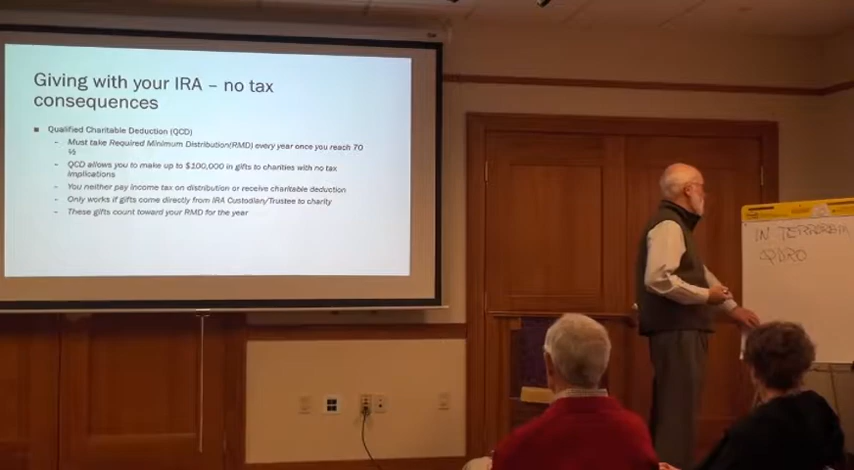 Giving with your IRA – no tax
consequences
▪ Qualified Charitable Deduction (QCD)
– Must take Required Minimum Distribution(RMD) every year once you reach 70
½
– QCD allows you to make up to $100,000 in gifts to charities with no tax
implications
– You neither pay income tax on distribution or receive charitable deduction
– Only works if gifts come directly from IRA Custodian/Trustee to charity
– These gifts count toward your RMD for the year
IN TERROREM
QDRO